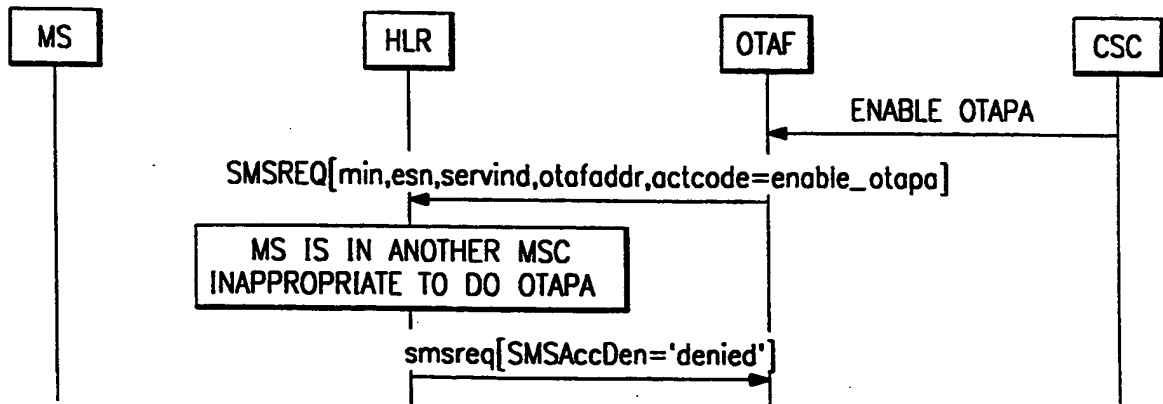 MS
HLR
OTAF
CSC
ENABLE OTAPA
SMSREQ[min,esn,servind,otafaddr,actcode=enable_otapa]
MS IS IN ANOTHER MSC
INAPPROPRIATE TO DO OTAPA
smsreq[SMSAccDen='denied']